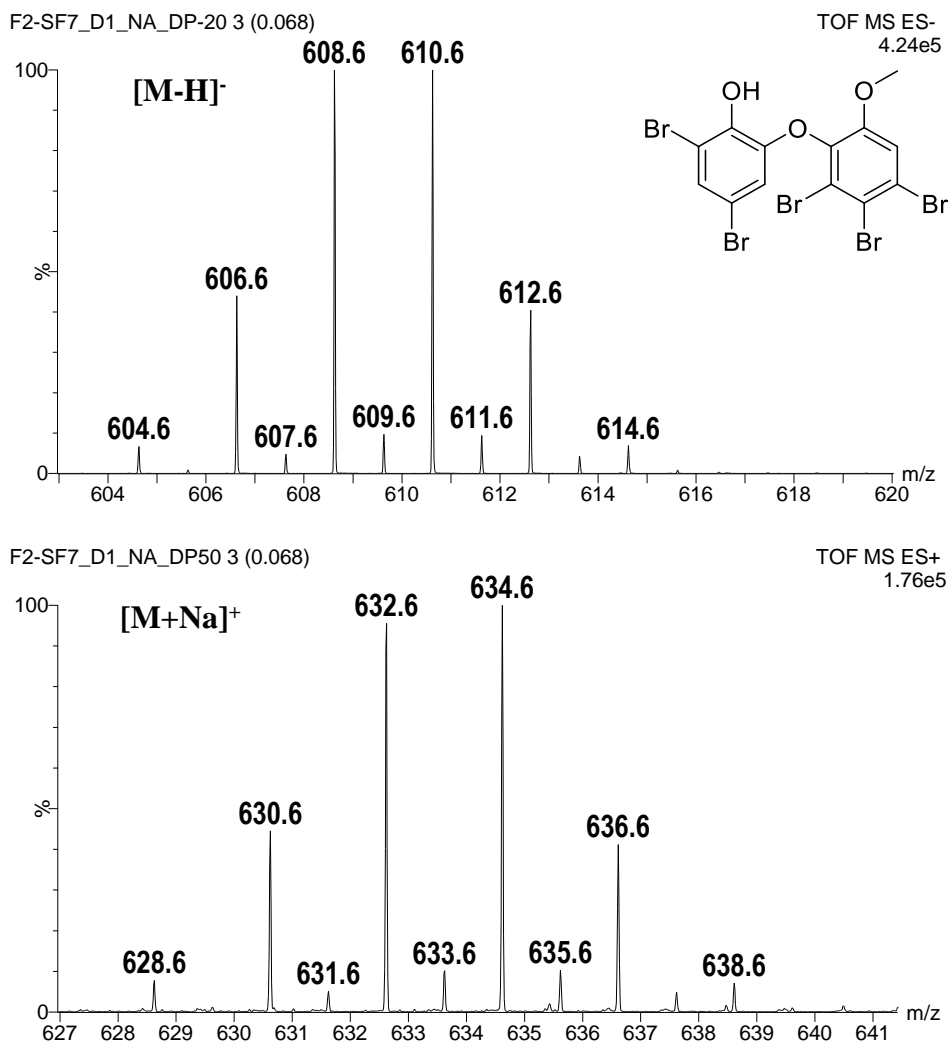 F2-SF7_D1_NA_DP-20 3 (0.068)
TOF MS ES-
4.24e5
100
[M-H]-
608.6
610.6
OH
O
Br
O
Br
Br
Br
Br
%
606.6
612.6
604.6
607.6
609.6
611.6
614.6
0
604
606
608
610
612
614
616
618
620
m/z
F2-SF7_D1_NA_DP50 3 (0.068)
TOF MS ES+
1.76e5
100
[M+Na]+
632.6
634.6
%
630.6
636.6
628.6
631.6
633.6
635.6
638.6
0
627
628
629
630
631
632
633
634
635
636
637
638
639
640
641
m/z